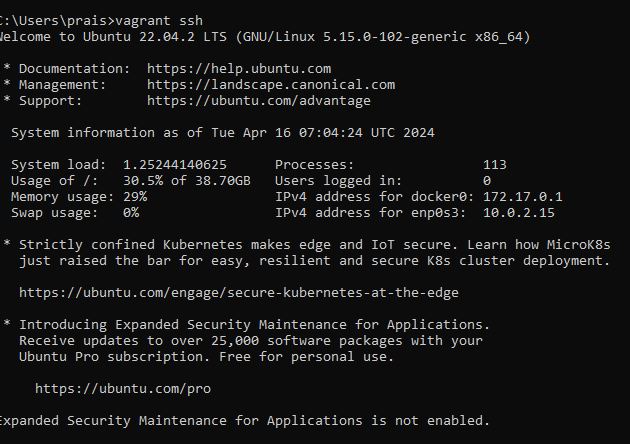 C:\Users\prais>vagrant ssh
Welcome to Ubuntu 22.04.2 LTS (GNU/Linux 5.15.0-102-generic x86_64)
* Documentation:  https://help.ubuntu.com
* Management:     https://landscape.canonical.com
* Support:        https://ubuntu.com/advantage
System information as of Tue Apr 16 07:04:24 UTC 2024
System load:  1.25244140625      Processes:                113
Usage of /:   30.5% of 38.70GB   Users logged in:          0
Memory usage: 29%                IPv4 address for docker0: 172.17.0.1
Swap usage:   0%                 IPv4 address for enp0s3:  10.0.2.15
* Strictly confined Kubernetes makes edge and IoT secure. Learn how MicroK8s
just raised the bar for easy, resilient and secure K8s cluster deployment.
https://ubuntu.com/engage/secure-kubernetes-at-the-edge
* Introducing Expanded Security Maintenance for Applications.
Receive updates to over 25,000 software packages with your
Ubuntu Pro subscription. Free for personal use.
https://ubuntu.com/pro
Expanded Security Maintenance for Applications is not enabled.